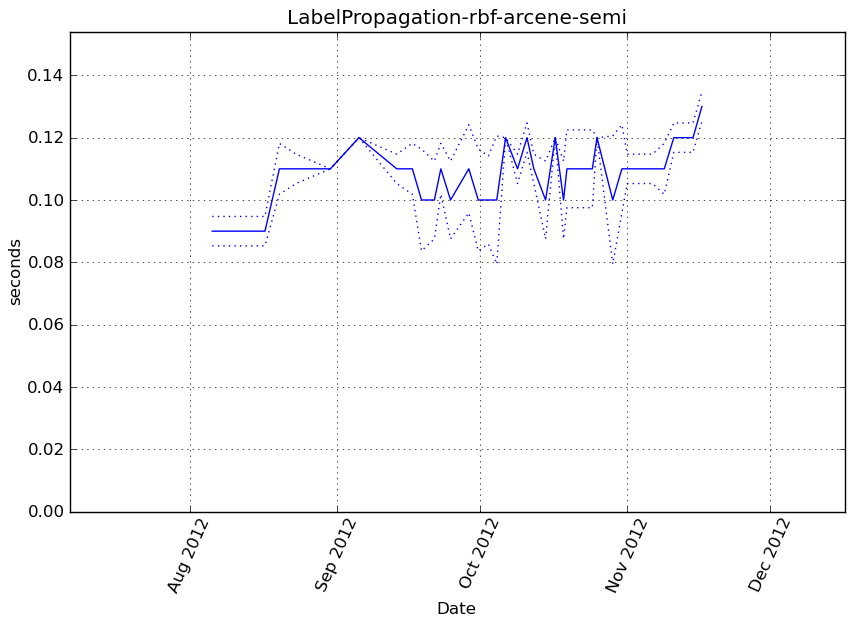 LabelPropagation-rbf-arcene-semi
0.14
0.12
0.10
0.08
0.06
0.04
0.02
0.00
seconds
Aug 2012
Sep 2012
Oct 2012
Nov 2012
Dec 2012
Date